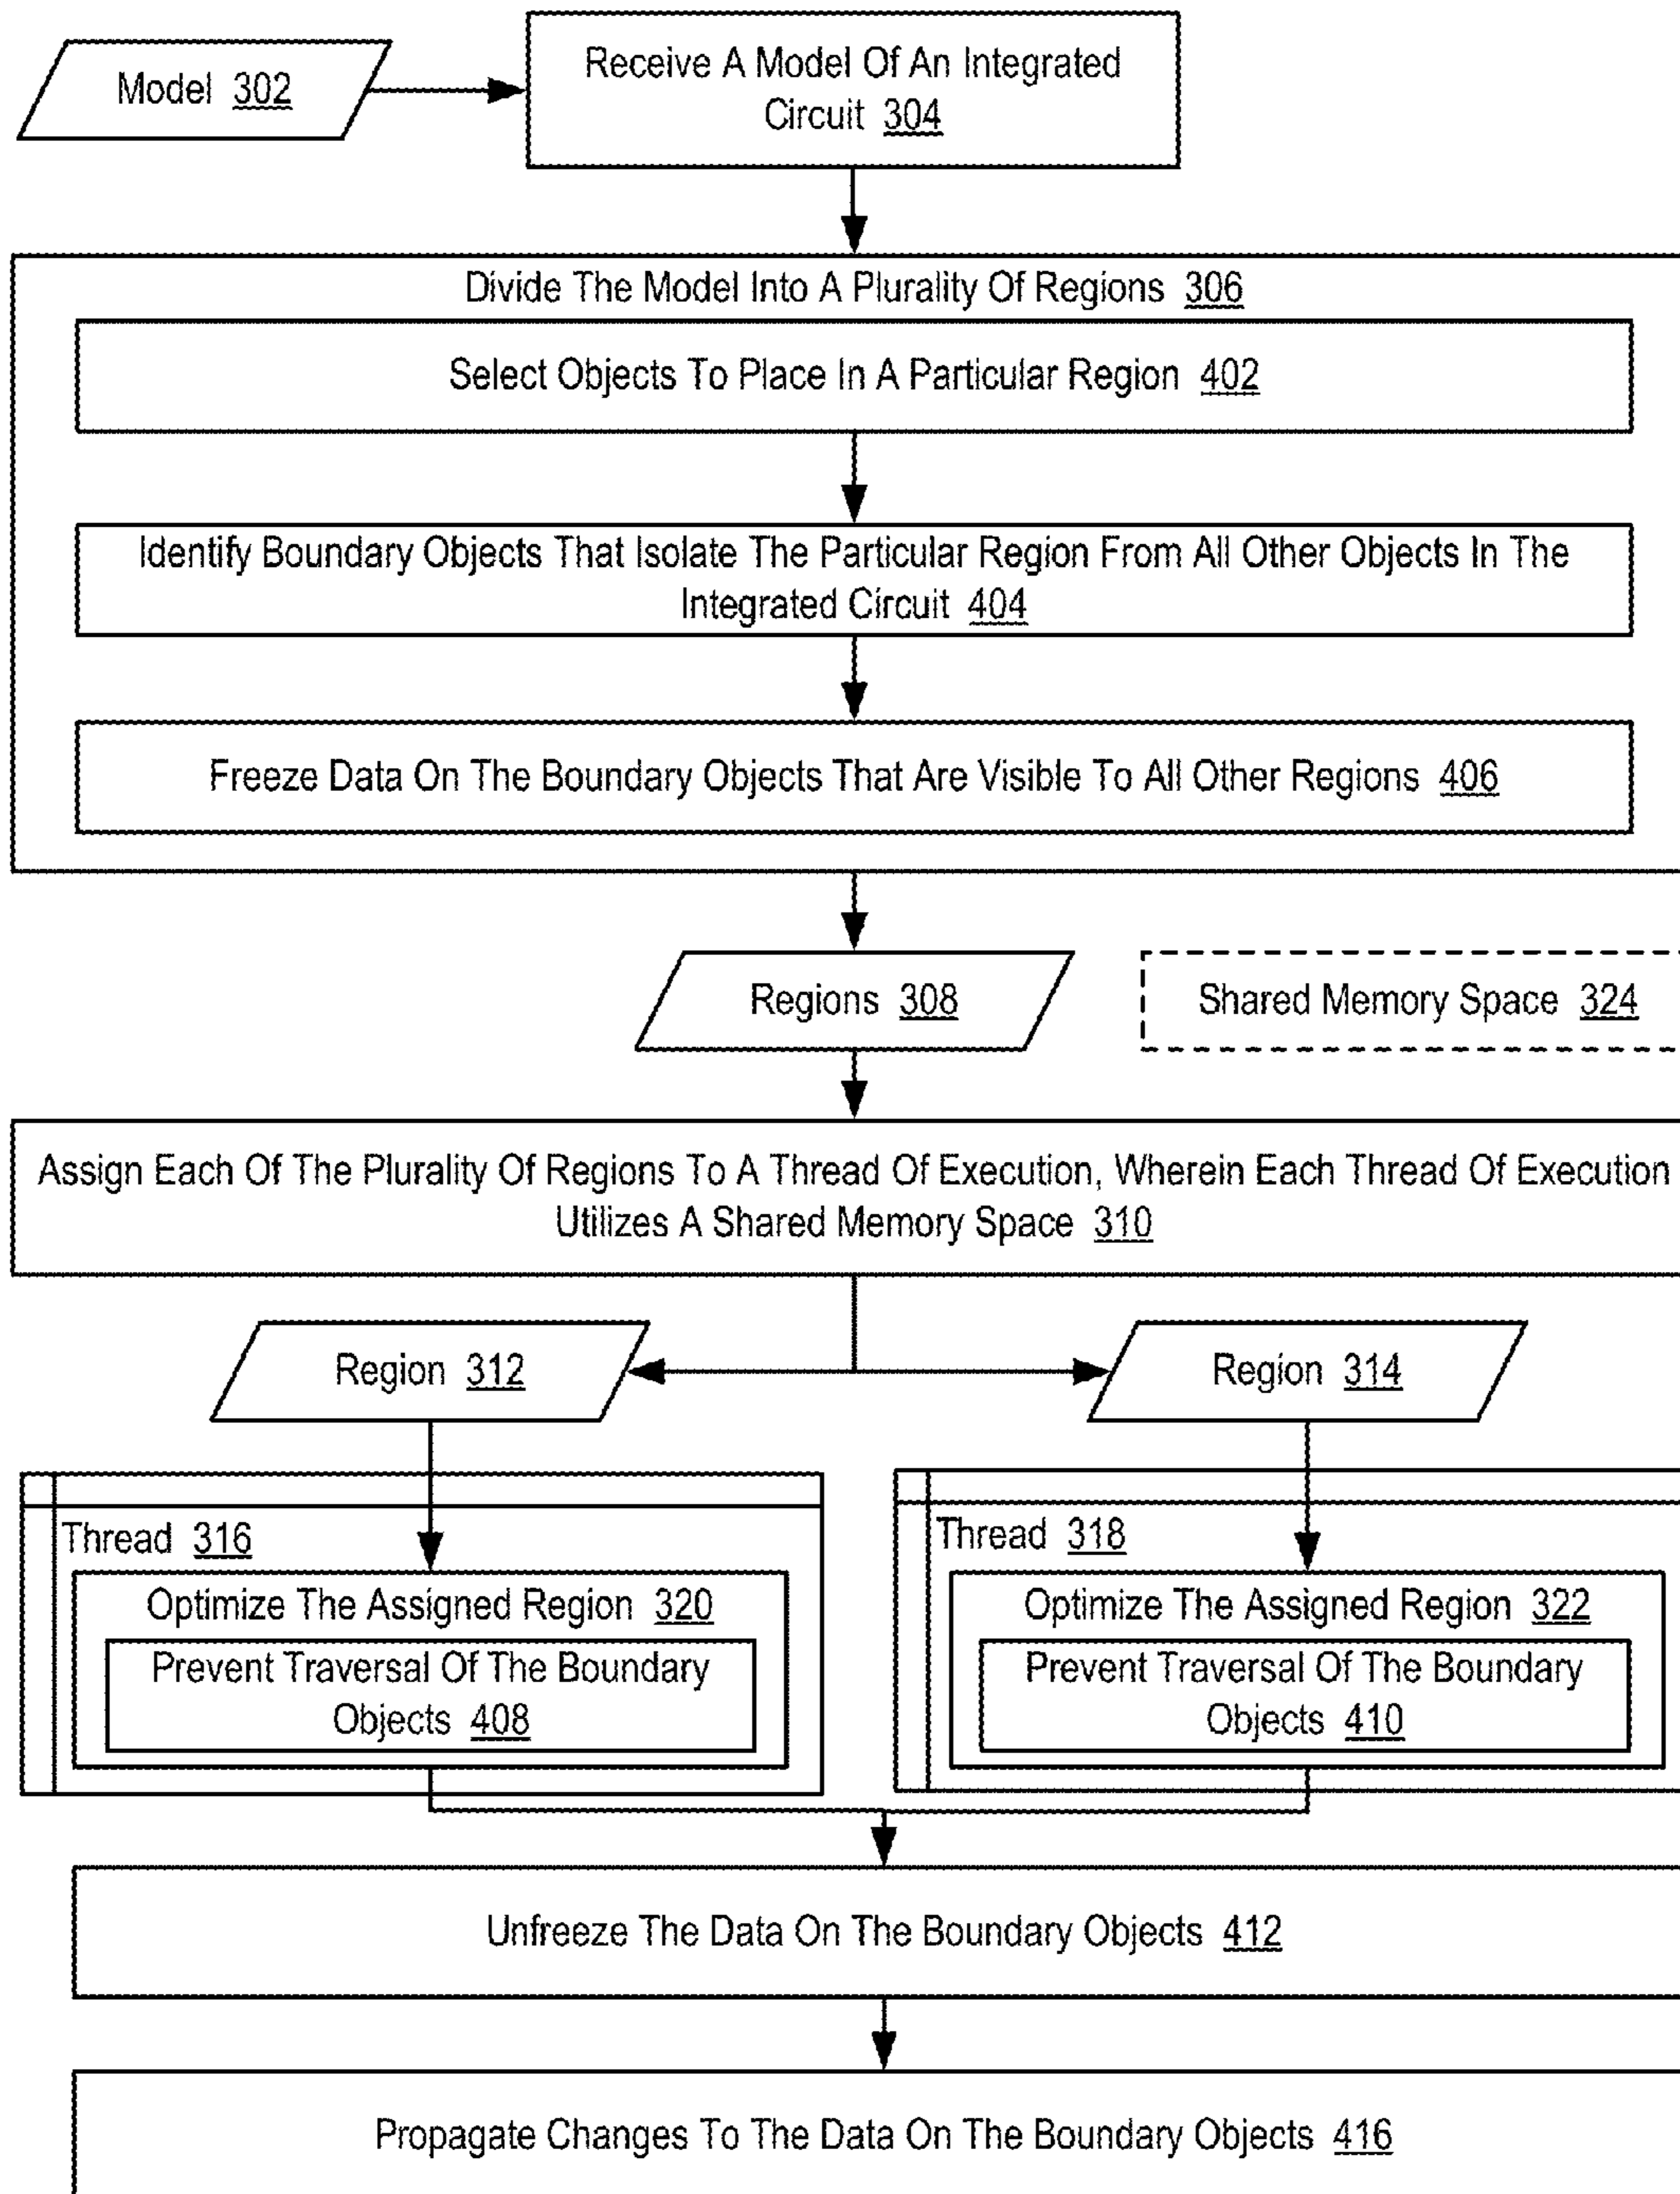 Model 302
Receive A Model Of An Integrated
Circuit 304
Divide The Model Into A Plurality Of Regions 306
Select Objects To Place In A Particular Region 402
Identify Boundary Objects That Isolate The Particular Region From All Other Objects In The
Integrated Circuit 404
Freeze Data On The Boundary Objects That Are Visible To All Other Regions 406
Regions 308
Shared Memory Space 324
Assign Each Of The Plurality Of Regions To A Thread Of Execution, Wherein Each Thread Of Execution
Utilizes A Shared Memory Space 310
Region 312
Region 314
Thread 316
Optimize The Assigned Region 320
Prevent Traversal Of The Boundary
Objects 408
Thread 318
Optimize The Assigned Region 322
Prevent Traversal Of The Boundary
Objects 410
Unfreeze The Data On The Boundary Objects 412
Propagate Changes To The Data On The Boundary Objects 416